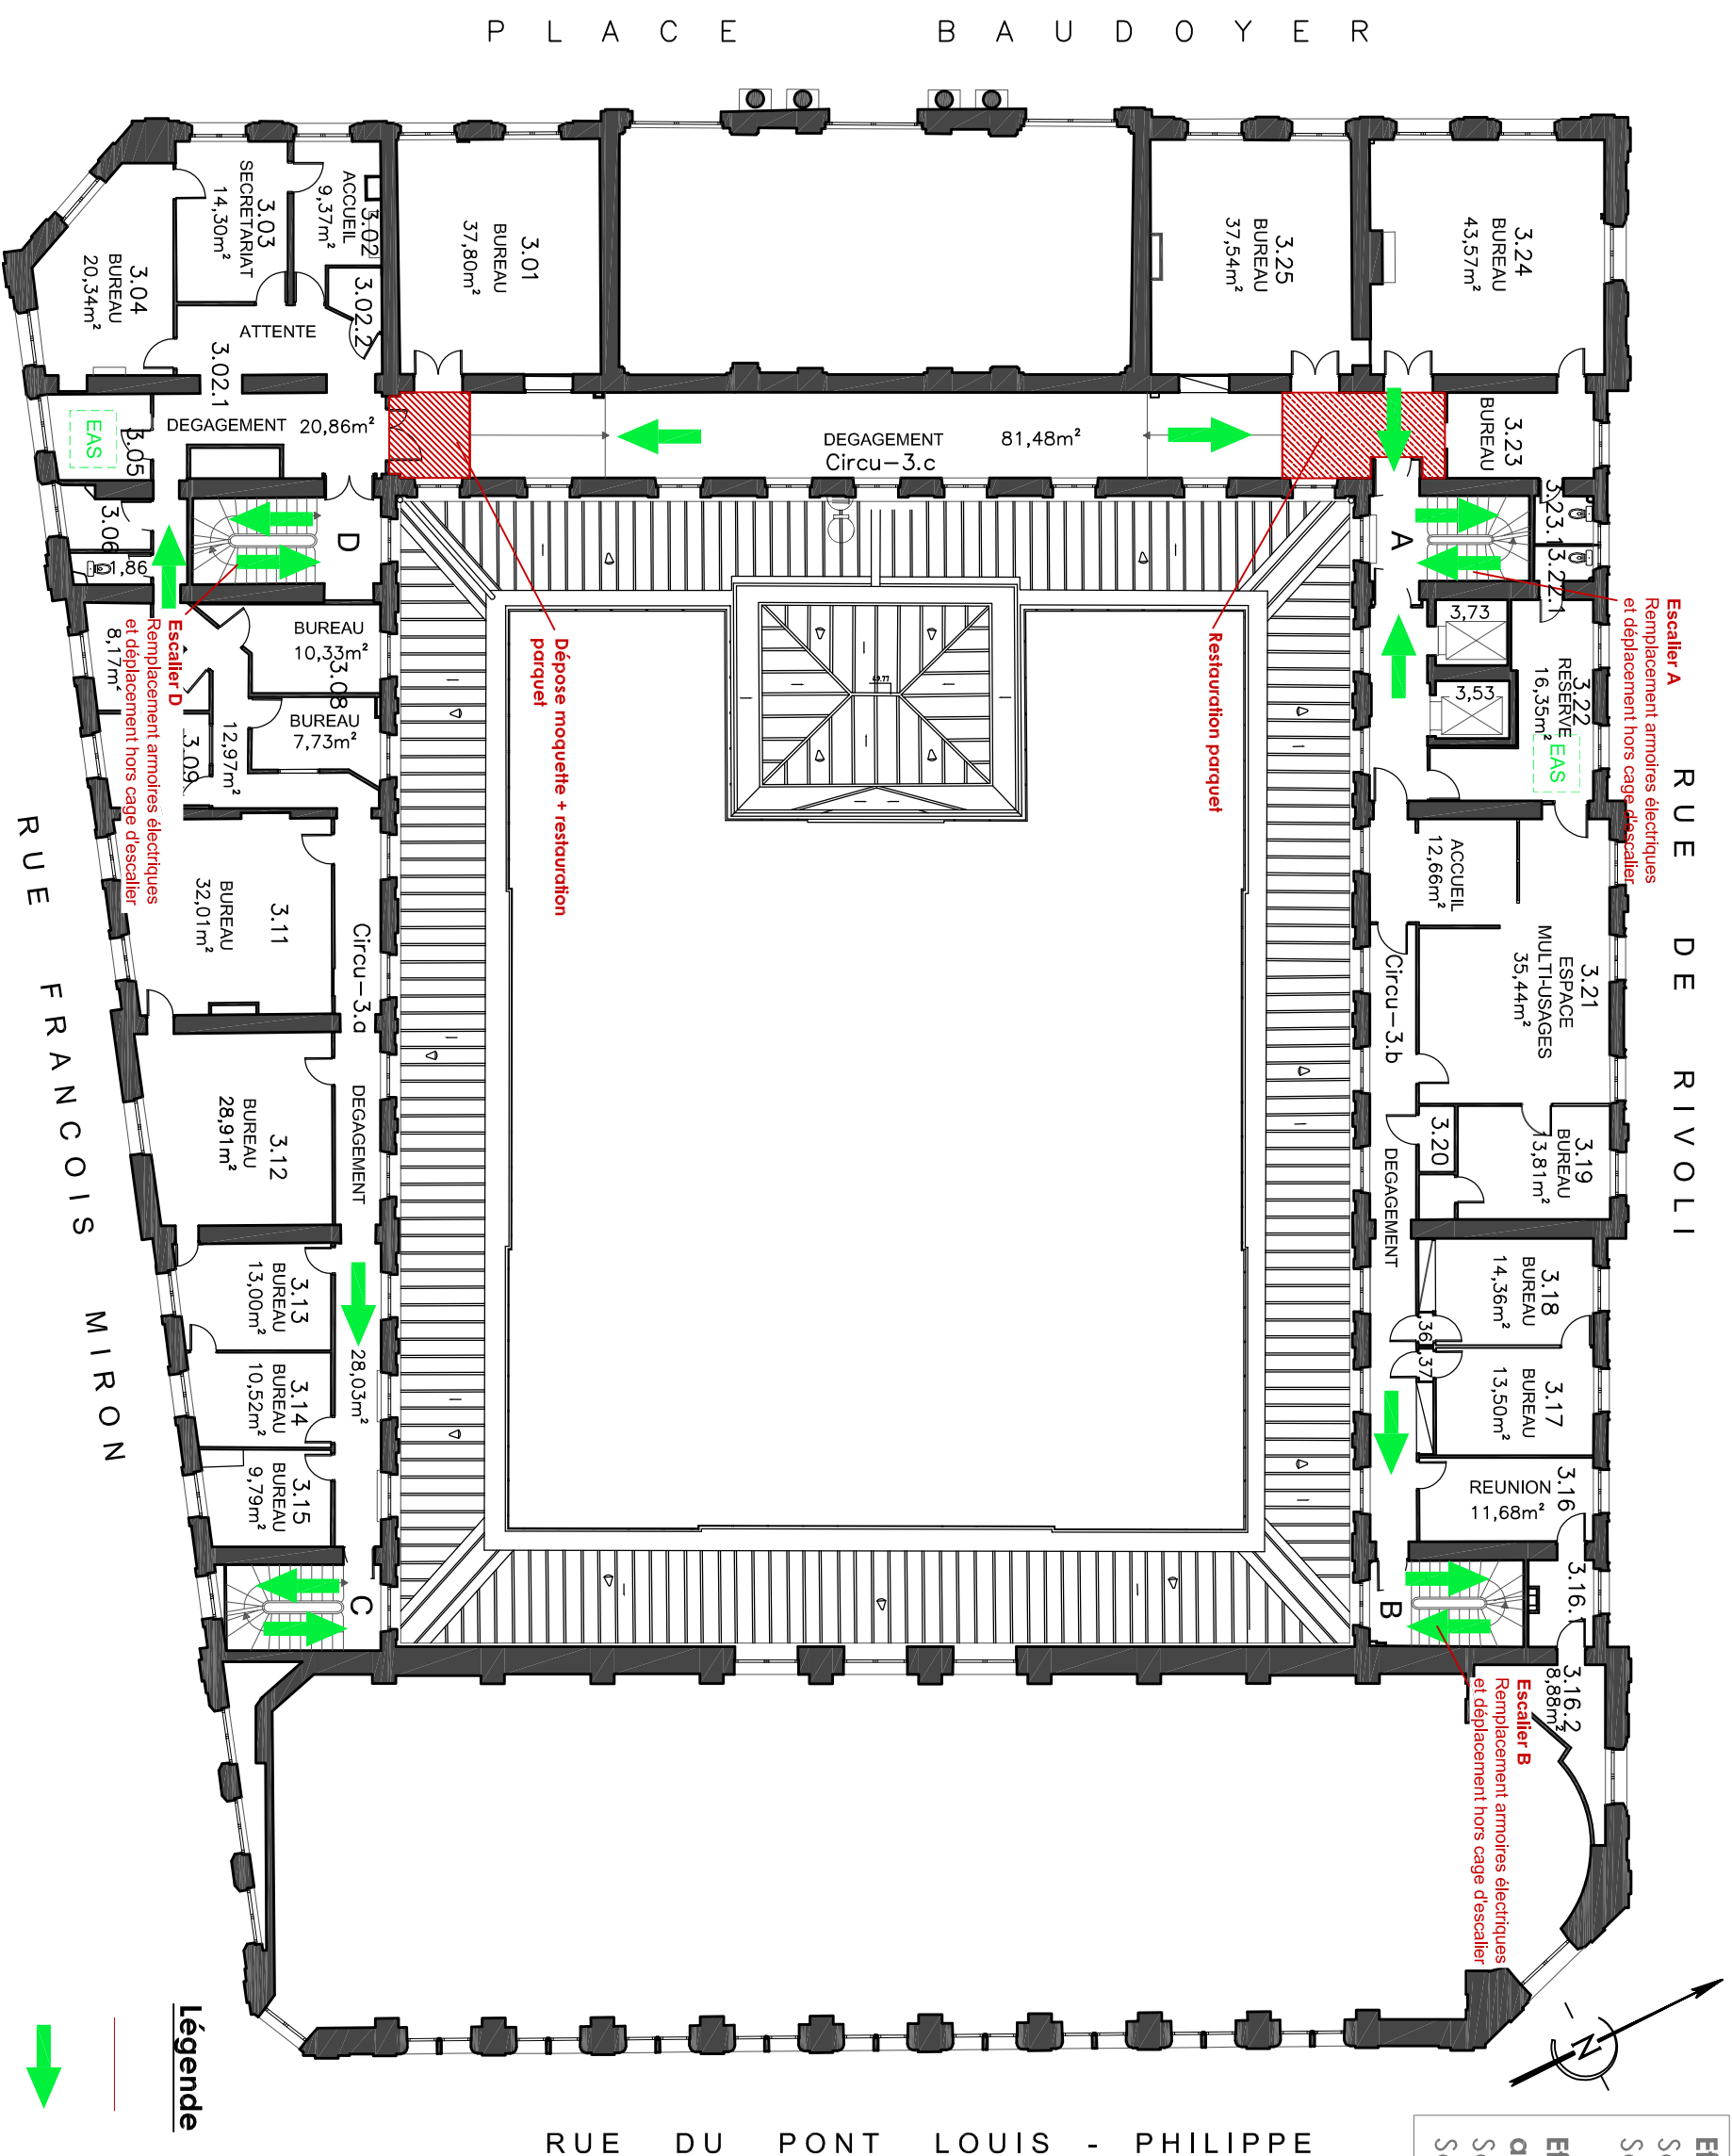 PLACE BAUDOYER
RUE DE RIVOLI
RUE FRANCOIS MIRON
RUE DU PONT LOUIS - PHILIPPE
3.24
BUREAU
43,57m²
3.25
BUREAU
37,54m²
3.01
BUREAU
37,80m²
3.02
ACCUEIL
9,37m²
3.02.2
3.03
SECRETARIAT
14,30m²
3.04
BUREAU
20,34m²
ATTENTE
3.02.1
DEGAGEMENT 20,86m²
EAS
3.05
3.06
1,86
D
DEGAGEMENT 81,48m²
Circu-3.c
3.23
BUREAU
3.23.1
3.22.1
A
3,73
3,53
3.22
RESERVE
16,35m²
EAS
Escalier A
Remplacement armoires électriques
et déplacement hors cage d'escalier
Restauration parquet
Dépose moquette + restauration
parquet
Escalier D
Remplacement armoires électriques
et déplacement hors cage d'escalier
BUREAU
10,33m²
3.08
BUREAU
7,73m²
8,17m²
12,97m²
3.09
49.77
ACCUEIL
12,66m²
3.21
ESPACE
MULTI-USAGES
35,44m²
Circu-3.b
DEGAGEMENT
3.20
3.19
BUREAU
13,81m²
3.18
BUREAU
14,36m²
3.17
BUREAU
13,50m²
3.16
REUNION
11,68m²
3.16.1
3.16.2
8,88m²
B
Escalier B
Remplacement armoires électriques
et déplacement hors cage d'escalier
3.11
BUREAU
32,01m²
Circu-3.a
3.12
BUREAU
28,91m²
DEGAGEMENT
28,03m²
3.13
BUREAU
13,00m²
3.14
BUREAU
10,52m²
3.15
BUREAU
9,79m²
C
N
Légende